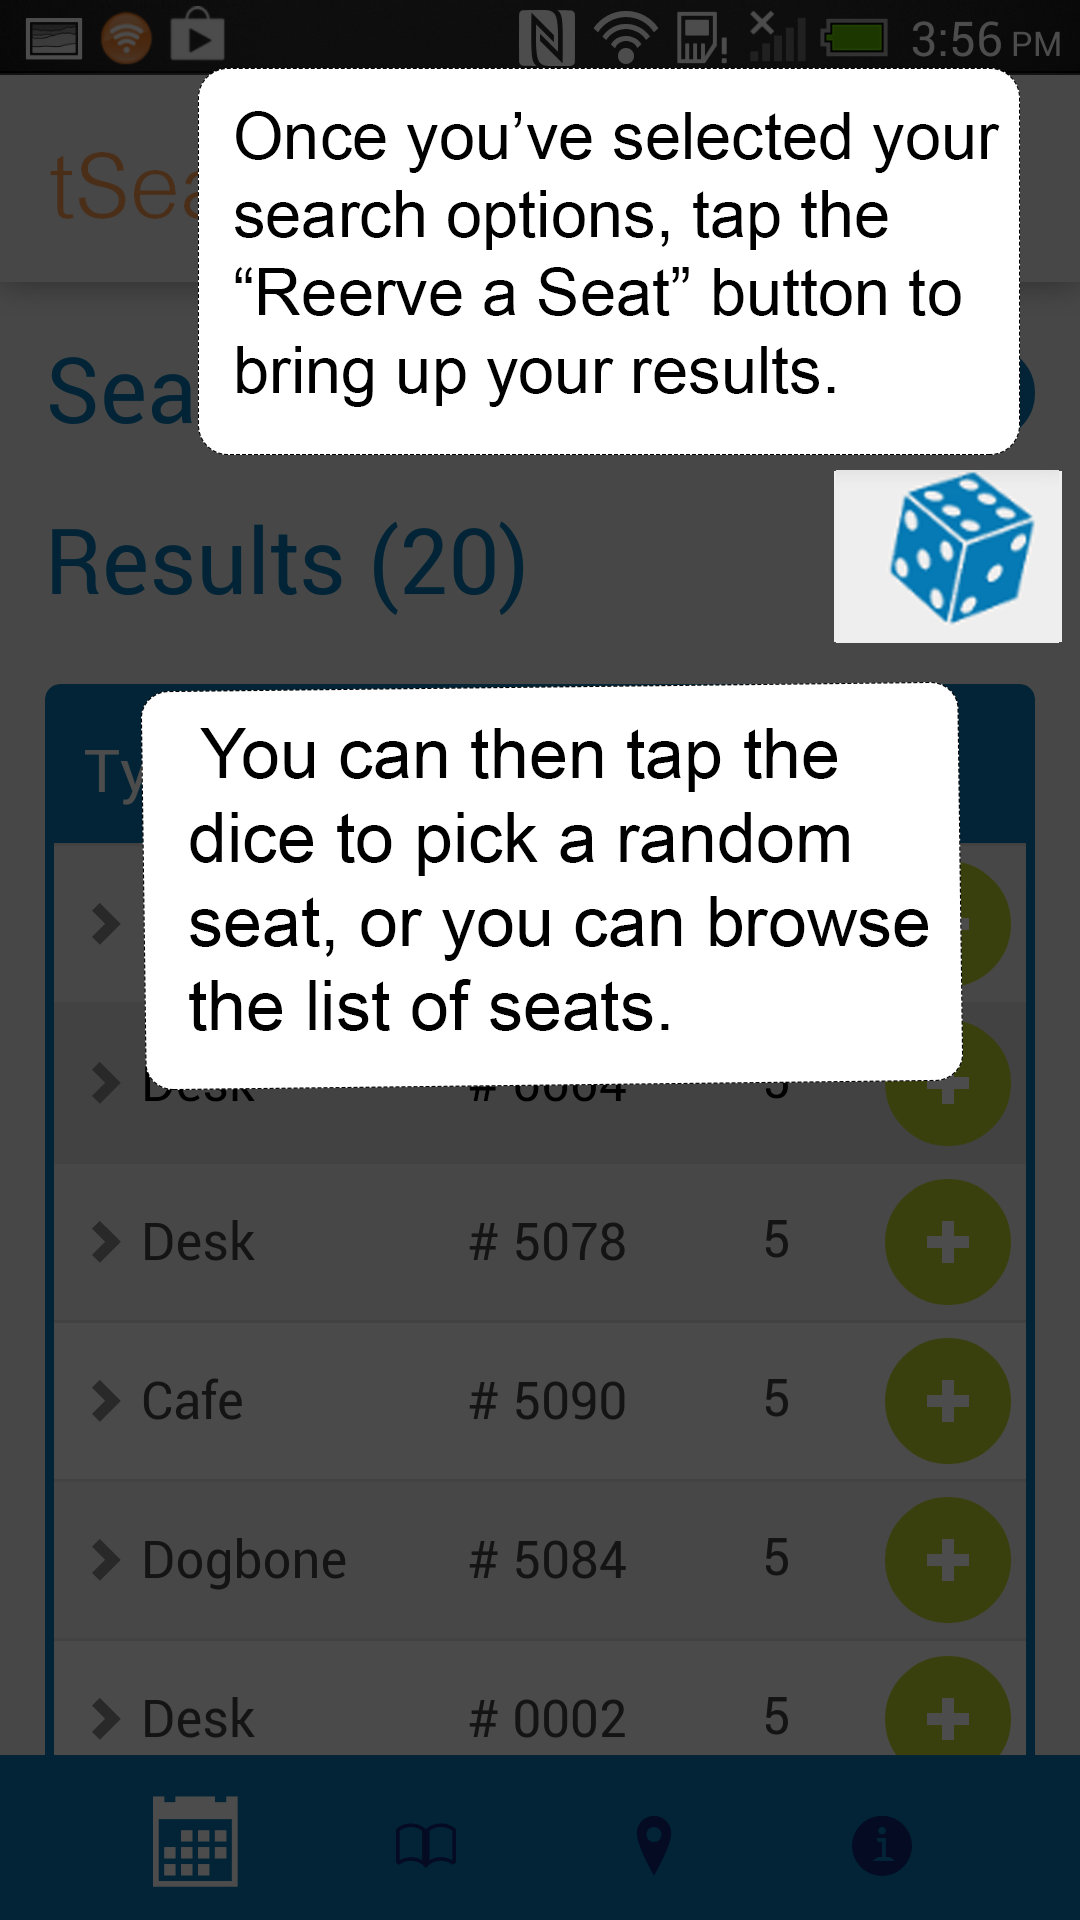 3:56 PM
tSea
Once you’ve selected your
search options, tap the
“Reerve a Seat” button to
bring up your results.
Sea
Results (20)
Ty
You can then tap the
dice to pick a random
seat, or you can browse
the list of seats.
Desk # 0004 5
Desk # 5078 5
Cafe # 5090 5
Dogbone # 5084 5
Desk # 0002 5